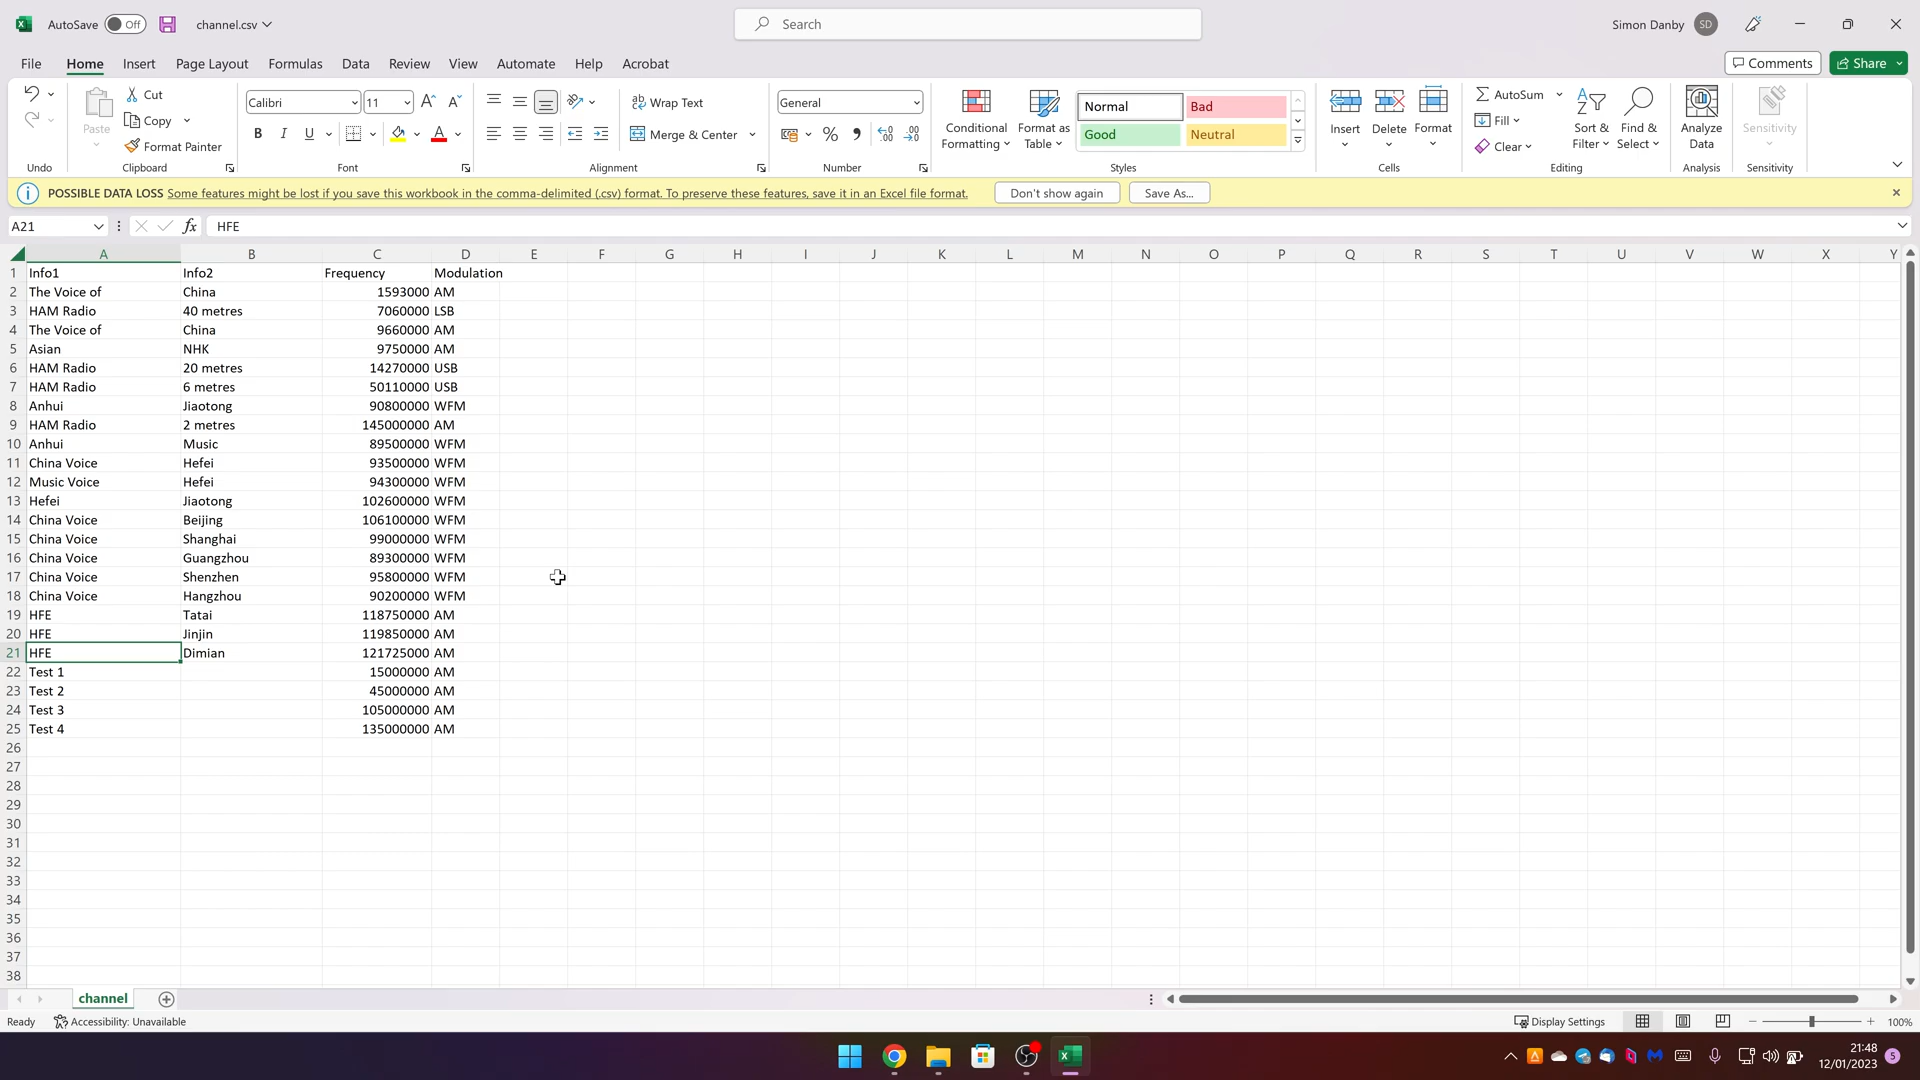 AutoSave Off channel.csv Search Simon Danby SD
File Home Insert Page Layout Formulas Data Review View Automate Help Acrobat Comments Share
Paste Cut Copy Format Painter
Calibri 11 B I U
Wrap Text Merge & Center
General
Conditional Formatting Format as Table Normal Bad Good Neutral
Insert Delete Format
AutoSum Fill Clear Sort & Filter Find & Select
Analyze Data Sensitivity
Undo Clipboard Font Alignment Number Styles Cells Editing Analysis Sensitivity
POSSIBLE DATA LOSS Some features might be lost if you save this workbook in the comma-delimited (.csv) format. To preserve these features, save it in an Excel file format. Don't show again Save As...
A21 fx HFE
A B C D E F G H I J K L M N O P Q R S T U V W X Y
1 Info1 Info2 Frequency Modulation
2 The Voice of China 1593000 AM
3 HAM Radio 40 metres 7060000 LSB
4 The Voice of China 9660000 AM
5 Asian NHK 9750000 AM
6 HAM Radio 20 metres 14270000 USB
7 HAM Radio 6 metres 50110000 USB
8 Anhui Jiaotong 90800000 WFM
9 HAM Radio 2 metres 145000000 AM
10 Anhui Music 89500000 WFM
11 China Voice Hefei 93500000 WFM
12 Music Voice Hefei 94300000 WFM
13 Hefei Jiaotong 102600000 WFM
14 China Voice Beijing 106100000 WFM
15 China Voice Shanghai 99000000 WFM
16 China Voice Guangzhou 89300000 WFM
17 China Voice Shenzhen 95800000 WFM
18 China Voice Hangzhou 90200000 WFM
19 HFE Tatai 118750000 AM
20 HFE Jinjin 119850000 AM
21 HFE Dimian 121725000 AM
22 Test 1 15000000 AM
23 Test 2 45000000 AM
24 Test 3 105000000 AM
25 Test 4 135000000 AM
26
27
28
29
30
31
32
33
34
35
36
37
38
channel
Ready Accessibility: Unavailable Display Settings 100%
21:48
12/01/2023 5